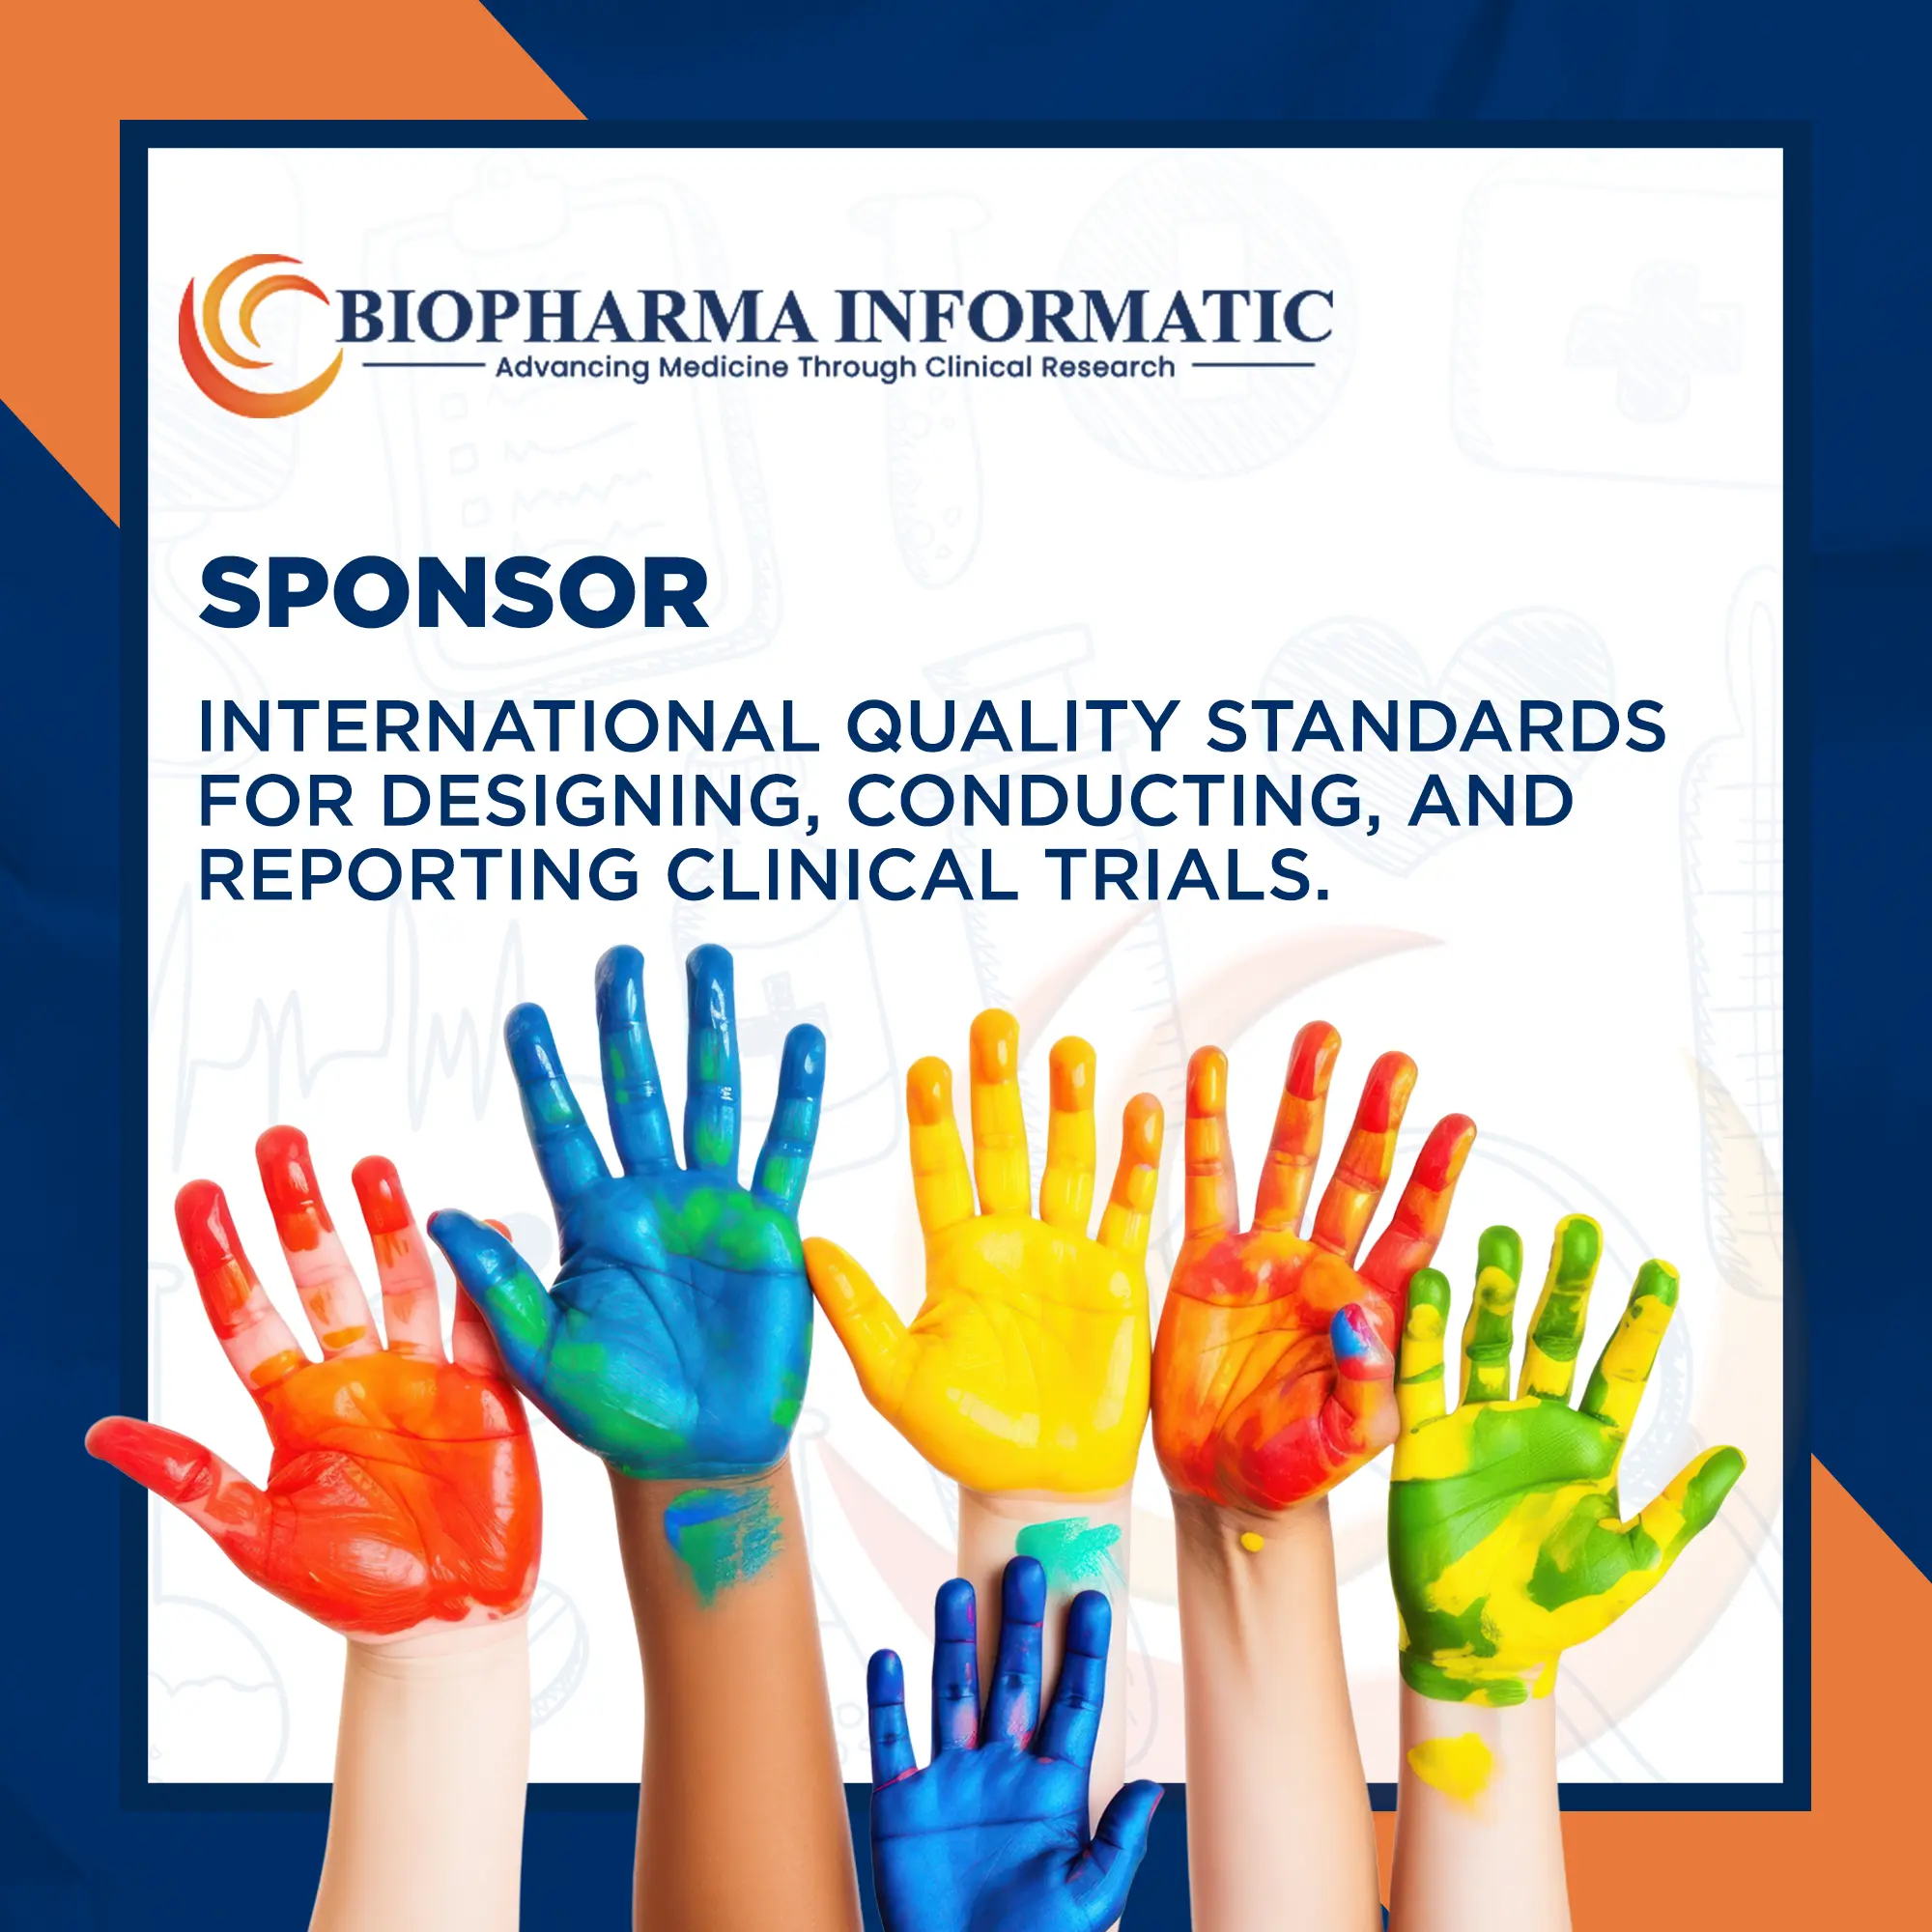 BIOPHARMA INFORMATIC
Advancing Medicine Through Clinical Research
SPONSOR
INTERNATIONAL QUALITY STANDARDS
FOR DESIGNING, CONDUCTING, AND
REPORTING CLINICAL TRIALS.